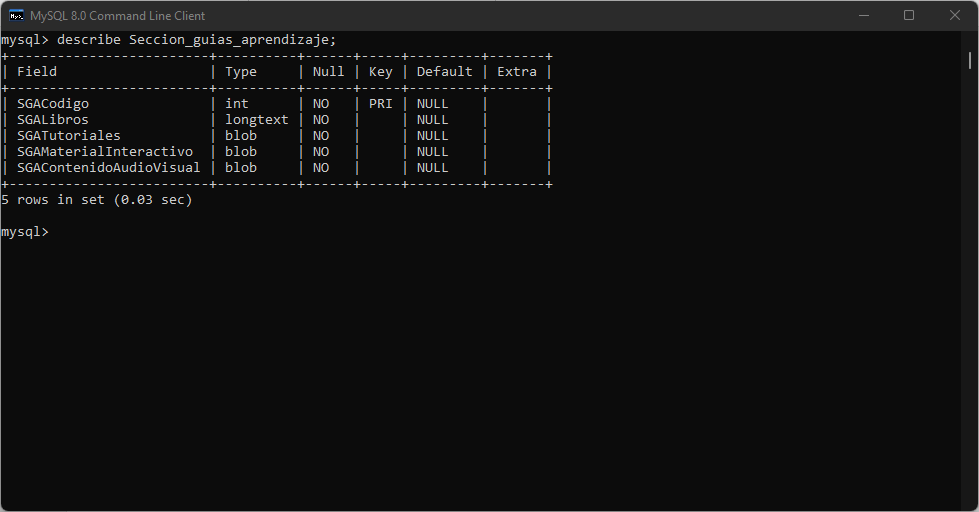 MySQL 8.0 Command Line Client
mysql> describe Seccion_guias_aprendizaje;
+-------------------------+----------+------+-----+---------+-------+
| Field                   | Type     | Null | Key | Default | Extra |
+-------------------------+----------+------+-----+---------+-------+
| SGACodigo               | int      | NO   | PRI | NULL    |       |
| SGALibros               | longtext | NO   |     | NULL    |       |
| SGATutoriales           | blob     | NO   |     | NULL    |       |
| SGAMaterialInteractivo  | blob     | NO   |     | NULL    |       |
| SGAContenidoAudioVisual | blob     | NO   |     | NULL    |       |
+-------------------------+----------+------+-----+---------+-------+
5 rows in set (0.03 sec)
mysql>